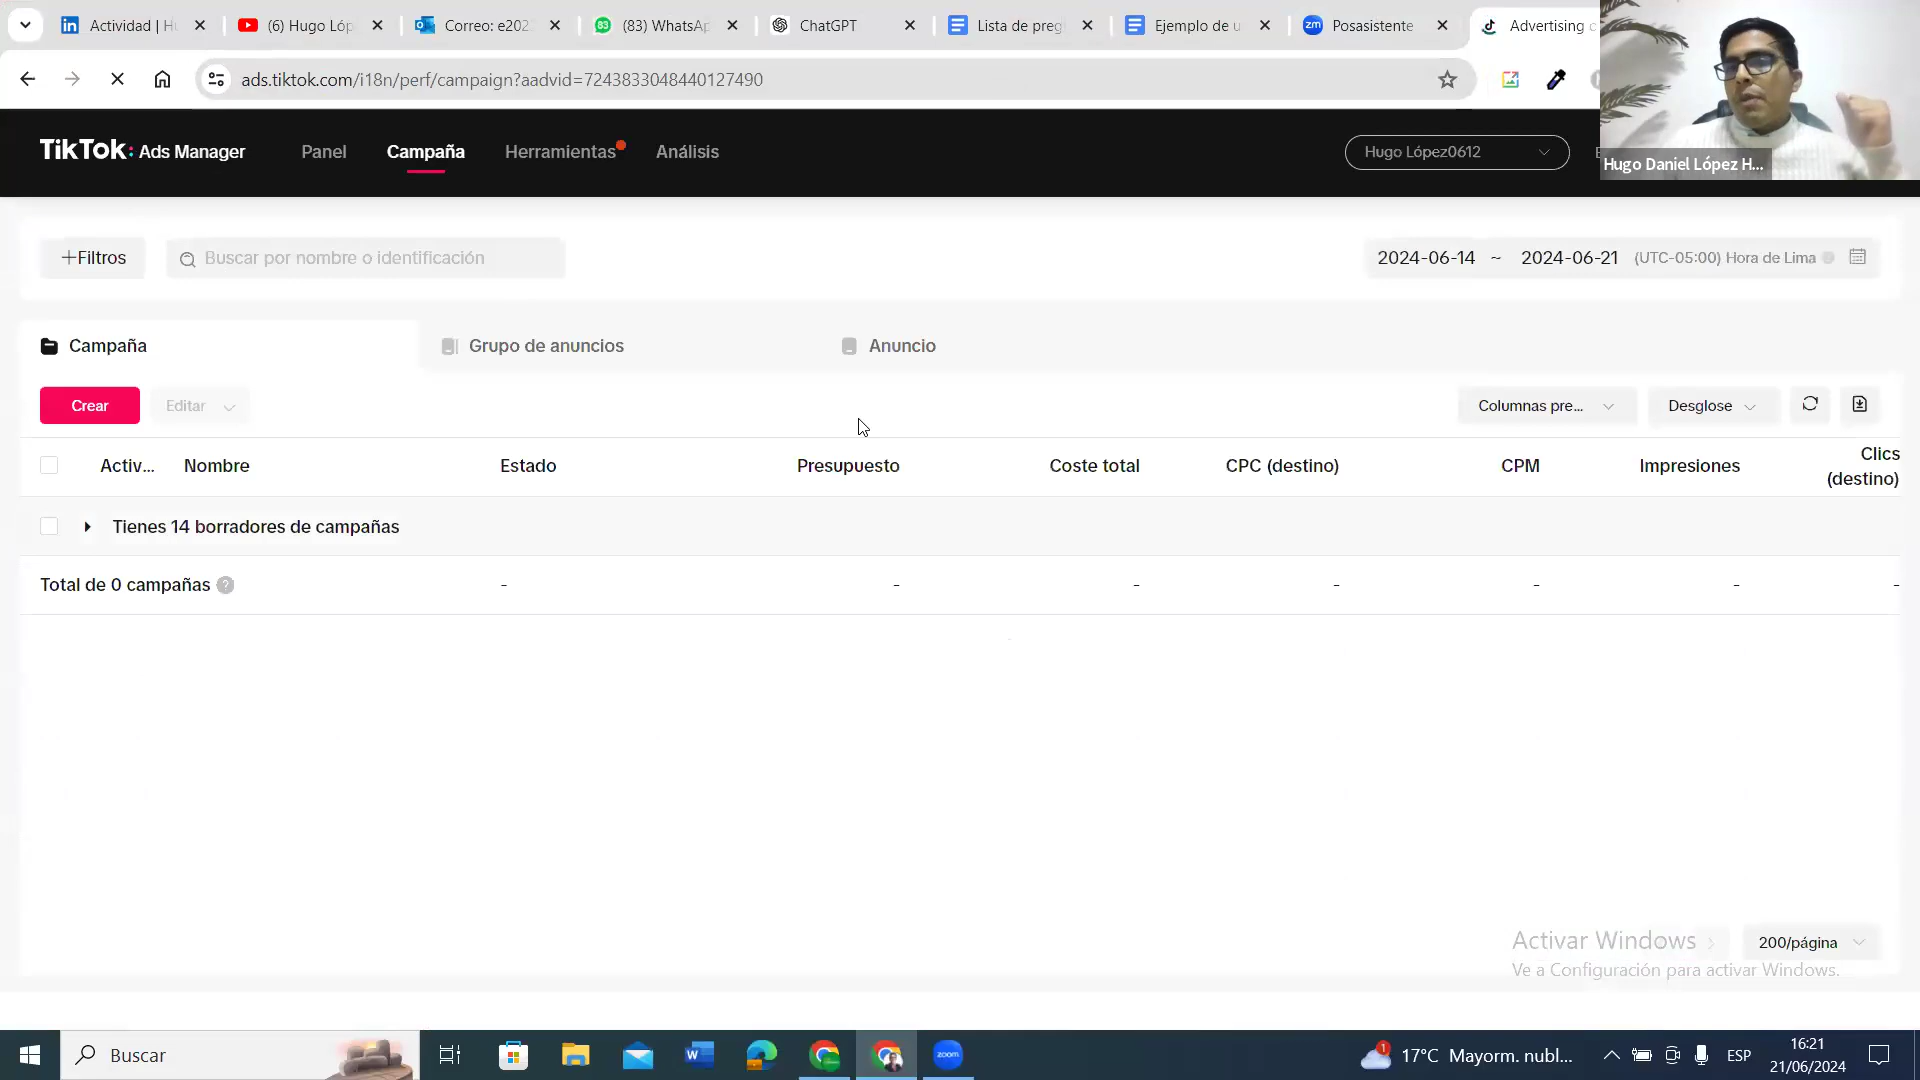 Actividad | H
(6) Hugo Lóp
Correo: e202
(83) WhatsAp
ChatGPT
Lista de preg
Ejemplo de u
Posasistente
Advertising c
ads.tiktok.com/i18n/perf/campaign?aadvid=7243833048440127490
TikTok: Ads Manager
Panel
Campaña
Herramientas
Análisis
Hugo López0612
Hugo Daniel López H...
+Filtros
Buscar por nombre o identificación
2024-06-14 ~ 2024-06-21 (UTC-05:00) Hora de Lima
Campaña
Grupo de anuncios
Anuncio
Crear
Editar
Columnas pre...
Desglose
Activ...
Nombre
Estado
Presupuesto
Coste total
CPC (destino)
CPM
Impresiones
Clics
(destino)
Tienes 14 borradores de campañas
Total de 0 campañas ? - - - - - - -
Activar Windows
200/página
Ve a Configuración para activar Windows.
Buscar
17°C Mayorm. nubl...
ESP
16:21
21/06/2024